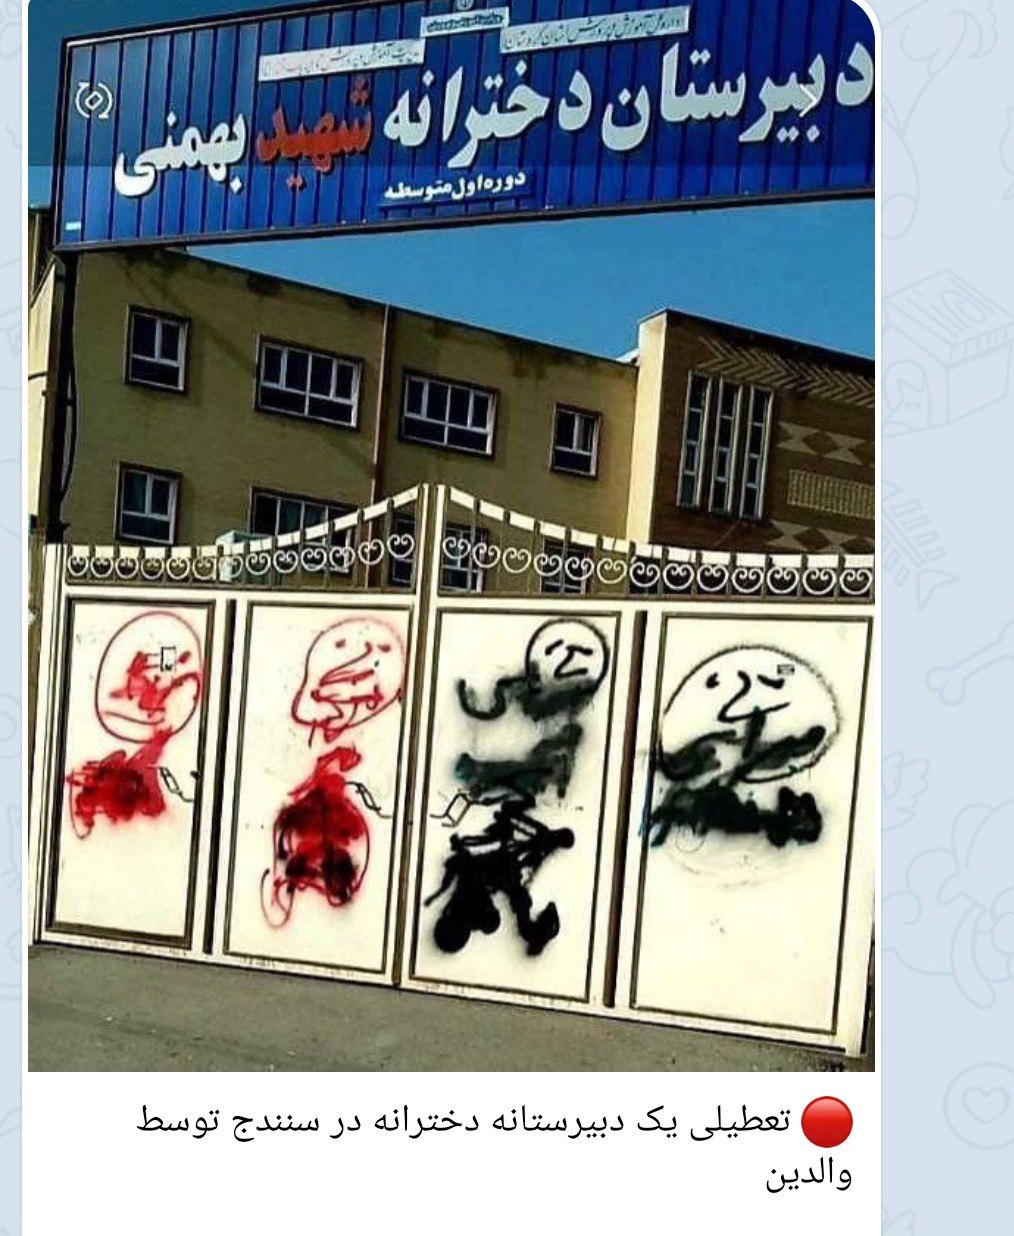 دبیرستان دخترانه شهید بهمنی
دوره اول متوسطه
🔴 تعطیلی یک دبیرستانه دخترانه در سنندج توسط
والدین